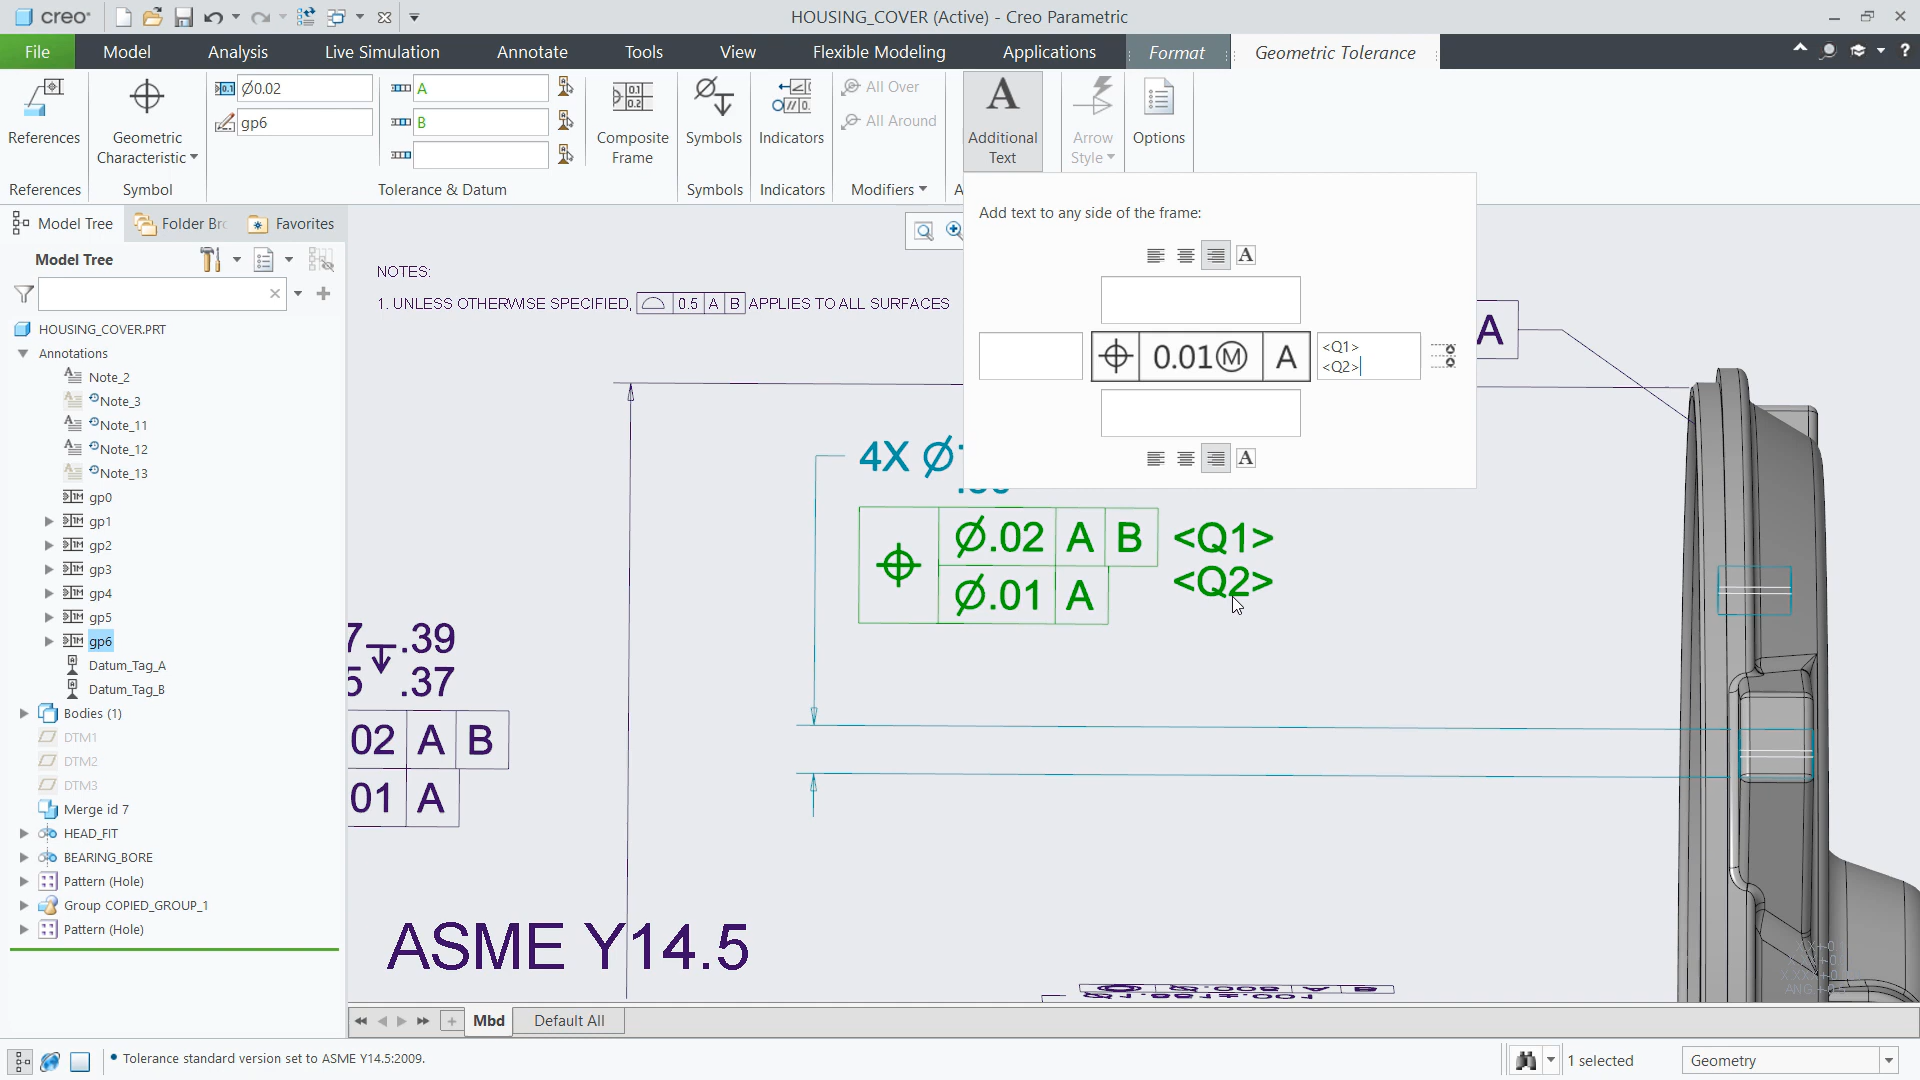 creo
HOUSING_COVER (Active) - Creo Parametric
File Model Analysis Live Simulation Annotate Tools View Flexible Modeling Applications Format Geometric Tolerance
?
References
References
Geometric
Characteristic
Symbol
0.1 Ø0.02
gp6
A
B
Tolerance & Datum
Composite
Frame
Symbols
Symbols
Indicators
Indicators
All Over
All Around
Modifiers
A
Additional
Text
Arrow
Style
Options
Model Tree Folder Br Favorites
Model Tree
HOUSING_COVER.PRT
Annotations
Note_2
Note_3
Note_11
Note_12
Note_13
gp0
gp1
gp2
gp3
gp4
gp5
gp6
Datum_Tag_A
Datum_Tag_B
Bodies (1)
DTM1
DTM2
DTM3
Merge id 7
HEAD_FIT
BEARING_BORE
Pattern (Hole)
Group COPIED_GROUP_1
Pattern (Hole)
NOTES:
1. UNLESS OTHERWISE SPECIFIED, ⌓ 0.5 A B APPLIES TO ALL SURFACES
Add text to any side of the frame:
A
⌖ 0.01Ⓜ A
<Q1>
<Q2>
A
A
4X Ø
⌖ Ø.02 A B <Q1>
Ø.01 A <Q2>
7 ↧ .39
5 .37
02 A B
01 A
ASME Y14.5
Mbd Default All
Tolerance standard version set to ASME Y14.5:2009.
1 selected
Geometry